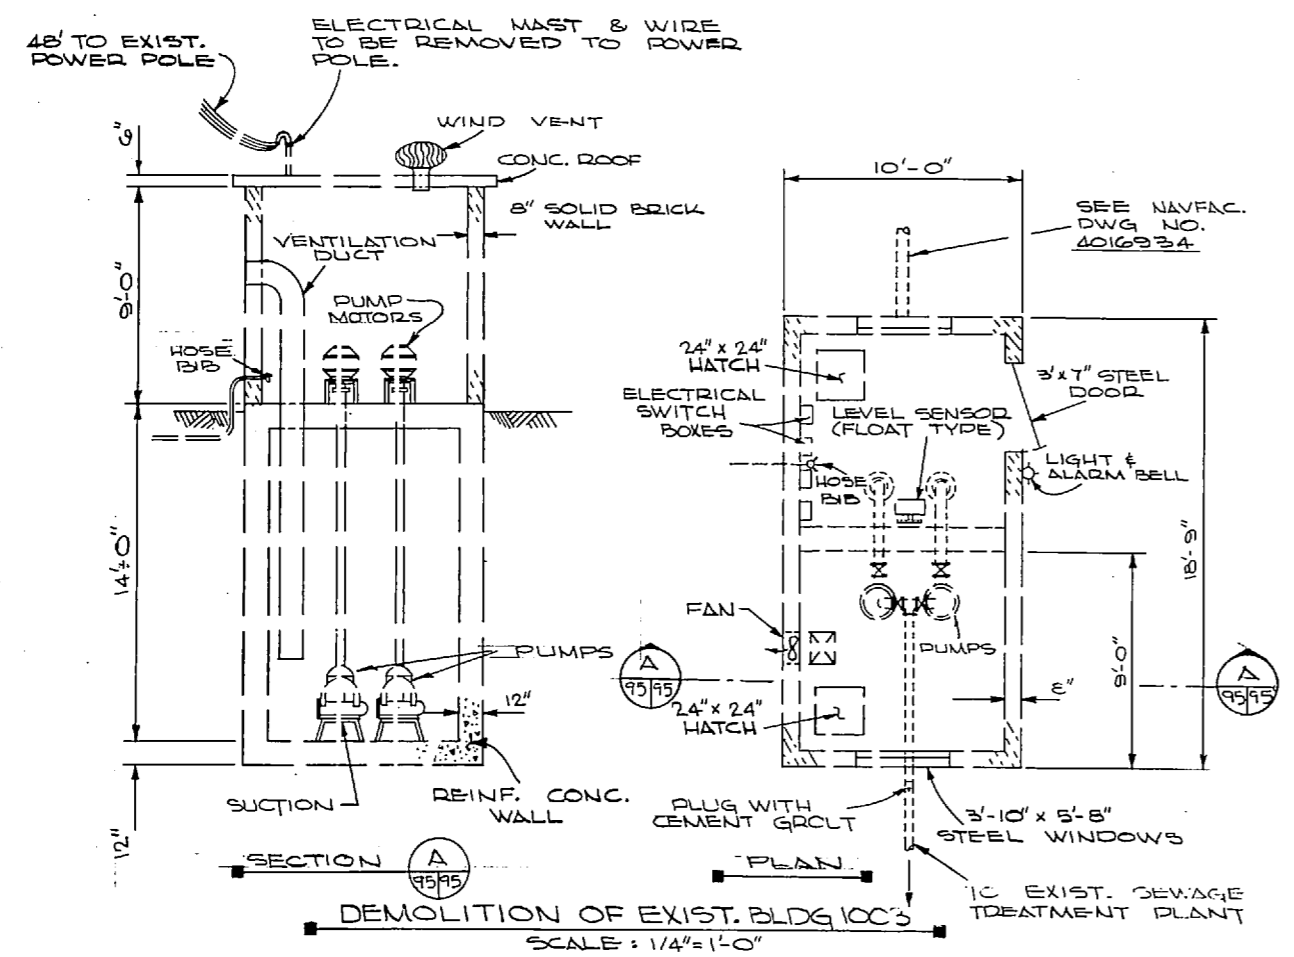 48' TO EXIST.
POWER POLE
ELECTRICAL MAST & WIRE
TO BE REMOVED TO POWER
POLE.
6"
WIND VENT
CONC. ROOF
8" SOLID BRICK
WALL
VENTILATION
DUCT
9'-0"
PUMP
MOTORS
HOSE
BIB
14'-0"
PUMPS
12"
SUCTION
REINF. CONC.
WALL
12"
SECTION
A
95 95
10'-0"
SEE NAVFAC.
DWG NO.
4016934
24" x 24"
HATCH
3' x 7" STEEL
DOOR
ELECTRICAL
SWITCH
BOXES
LEVEL SENSOR
(FLOAT TYPE)
LIGHT &
ALARM BELL
HOSE
BIB
18'-9"
FAN
PUMPS
9'-0"
A
95 95
8"
A
95 95
24" x 24"
HATCH
PLUG WITH
CEMENT GROUT
3'-10" x 5'-8"
STEEL WINDOWS
PLAN
TO EXIST. SEWAGE
TREATMENT PLANT
DEMOLITION OF EXIST. BLDG
SCALE : 1/4"=1'-0"